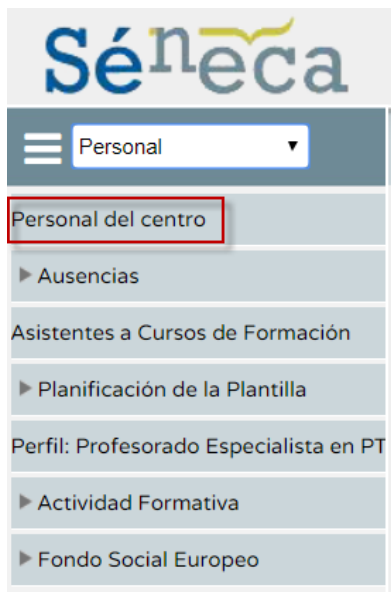 Séneca
Personal
Personal del centro
Ausencias
Asistentes a Cursos de Formación
Planificación de la Plantilla
Perfil: Profesorado Especialista en PT
Actividad Formativa
Fondo Social Europeo